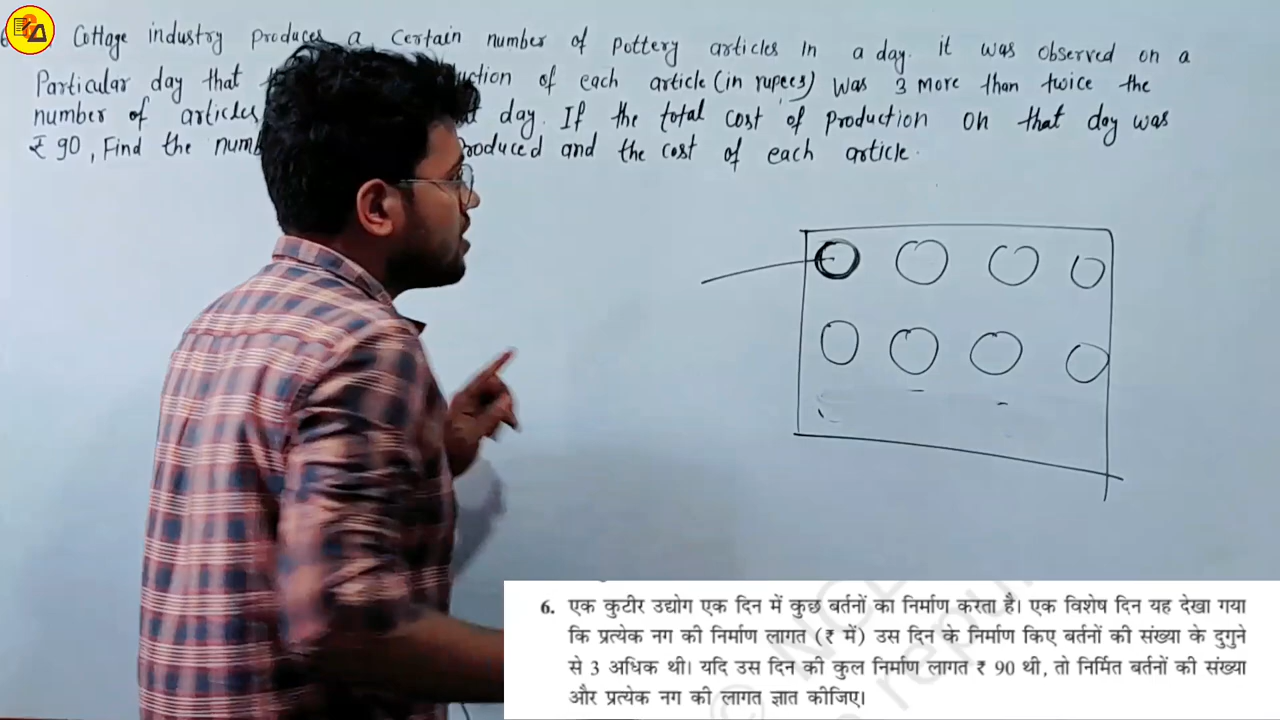 Cottage industry produces a certain number of pottery articles in a day. it was observed on a
Particular day that uction of each article (in rupees) was 3 more than twice the
number of articles day. If the total cost of production on that day was
₹ 90, Find the roduced and the cost of each article.
6. एक कुटीर उद्योग एक दिन में कुछ बर्तनों का निर्माण करता है। एक विशेष दिन यह देखा गया
कि प्रत्येक नग की निर्माण लागत (₹ में) उस दिन के निर्माण किए बर्तनों की संख्या के दुगुने
से 3 अधिक थी। यदि उस दिन की कुल निर्माण लागत ₹ 90 थी, तो निर्मित बर्तनों की संख्या
और प्रत्येक नग की लागत ज्ञात कीजिए।